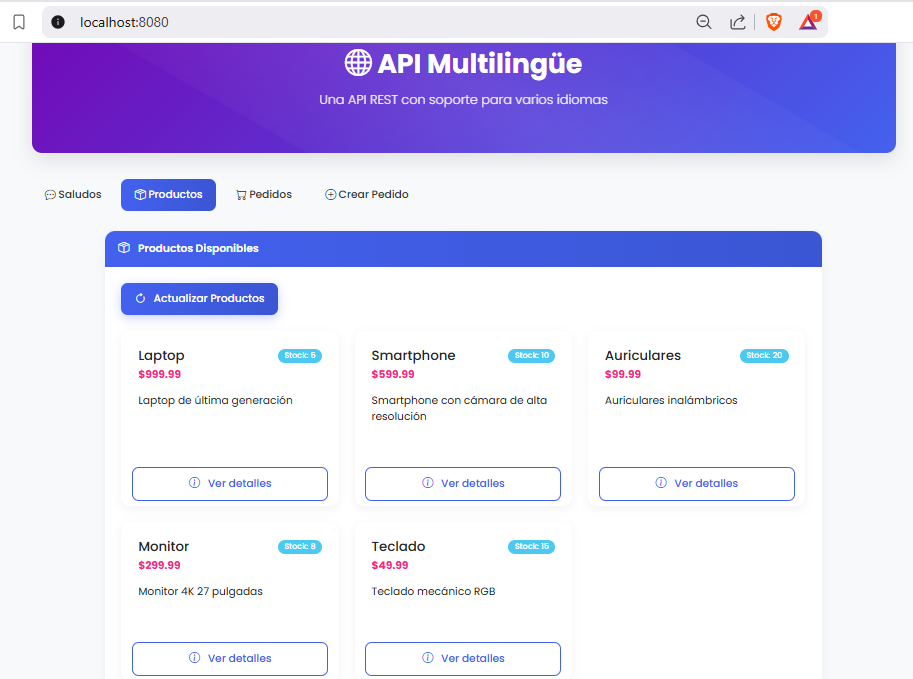 localhost:8080
1
API Multilingüe
Una API REST con soporte para varios idiomas
Saludos
Productos
Pedidos
Crear Pedido
Productos Disponibles
Actualizar Productos
Laptop
Stock: 5
$999.99
Laptop de última generación
Ver detalles
Smartphone
Stock: 10
$599.99
Smartphone con cámara de alta
resolución
Ver detalles
Auriculares
Stock: 20
$99.99
Auriculares inalámbricos
Ver detalles
Monitor
Stock: 8
$299.99
Monitor 4K 27 pulgadas
Ver detalles
Teclado
Stock: 15
$49.99
Teclado mecánico RGB
Ver detalles